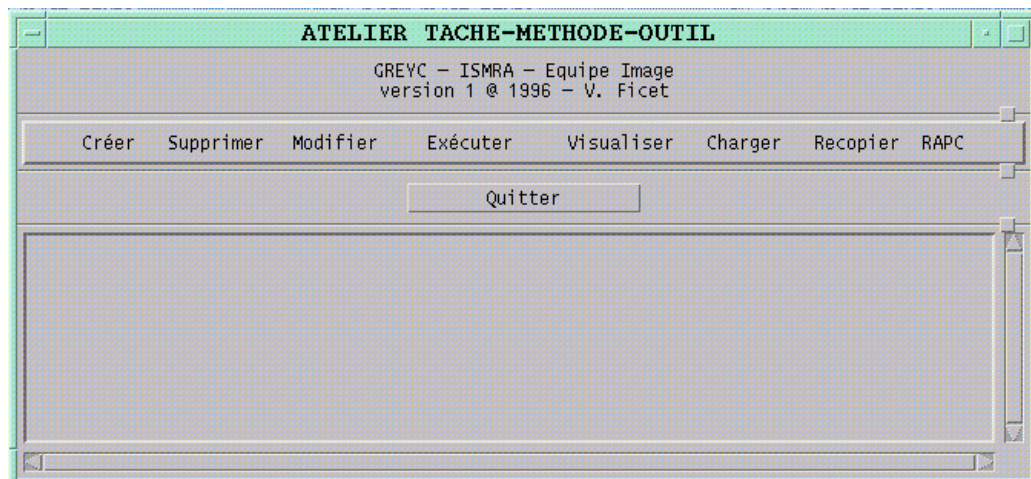 ATELIER TACHE-METHODE-OUTIL
GREYC — ISMRA — Equipe Image
version 1 @ 1996 — V. Ficet
Créer Supprimer Modifier Exécuter Visualiser Charger Recopier RAPC
Quitter